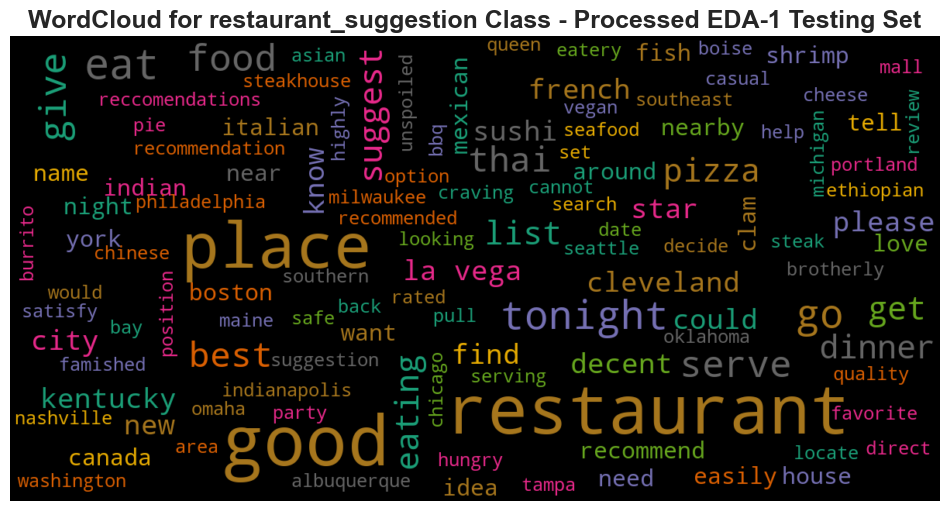 WordCloud for restaurant_suggestion Class - Processed EDA-1 Testing Set
give
eat
food
asian
steakhouse
reccomendations
pie
italian
recommendation
highly
suggest
unspoiled
bbq
mexican
queen
eatery
fish
boise
shrimp
mall
french
casual
cheese
vegan
southeast
sushi
seafood
nearby
help
tell
review
name
indian
near
know
option
thai
set
around
pizza
michigan
portland
ethiopian
night
philadelphia
milwaukee
craving
cannot
search
star
clam
please
burrito
york
chinese
place
recommended
looking
list
date
seattle
decide
steak
love
southern
la vega
cleveland
brotherly
would
satisfy
bay
position
boston
maine
safe
back
rated
pull
tonight
could
oklahoma
go
get
city
famished
best
suggestion
want
find
decent
serve
dinner
quality
kentucky
indianapolis
eating
chicago
serving
nashville
new
omaha
party
good
restaurant
favorite
canada
area
hungry
recommend
locate
direct
washington
albuquerque
idea
tampa
need
easily
house